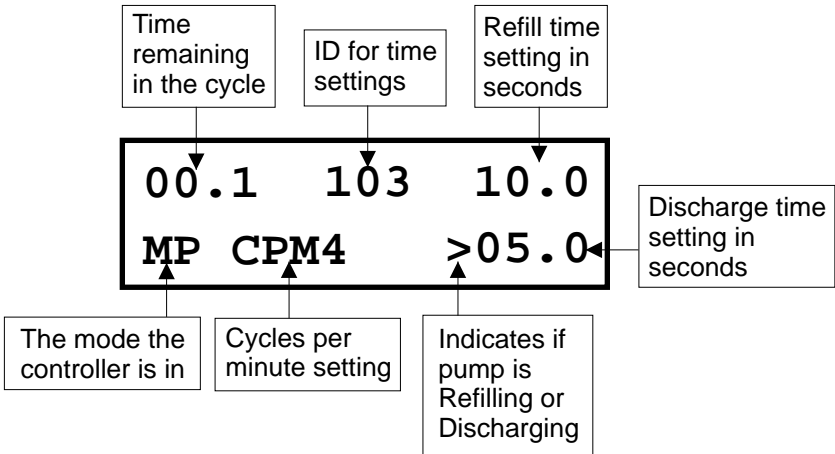 Time
remaining
in the cycle
ID for time
settings
Refill time
setting in
seconds
00.1 103 10.0
MP CPM4 >05.0
Discharge time
setting in
seconds
The mode the
controller is in
Cycles per
minute setting
Indicates if
pump is
Refilling or
Discharging